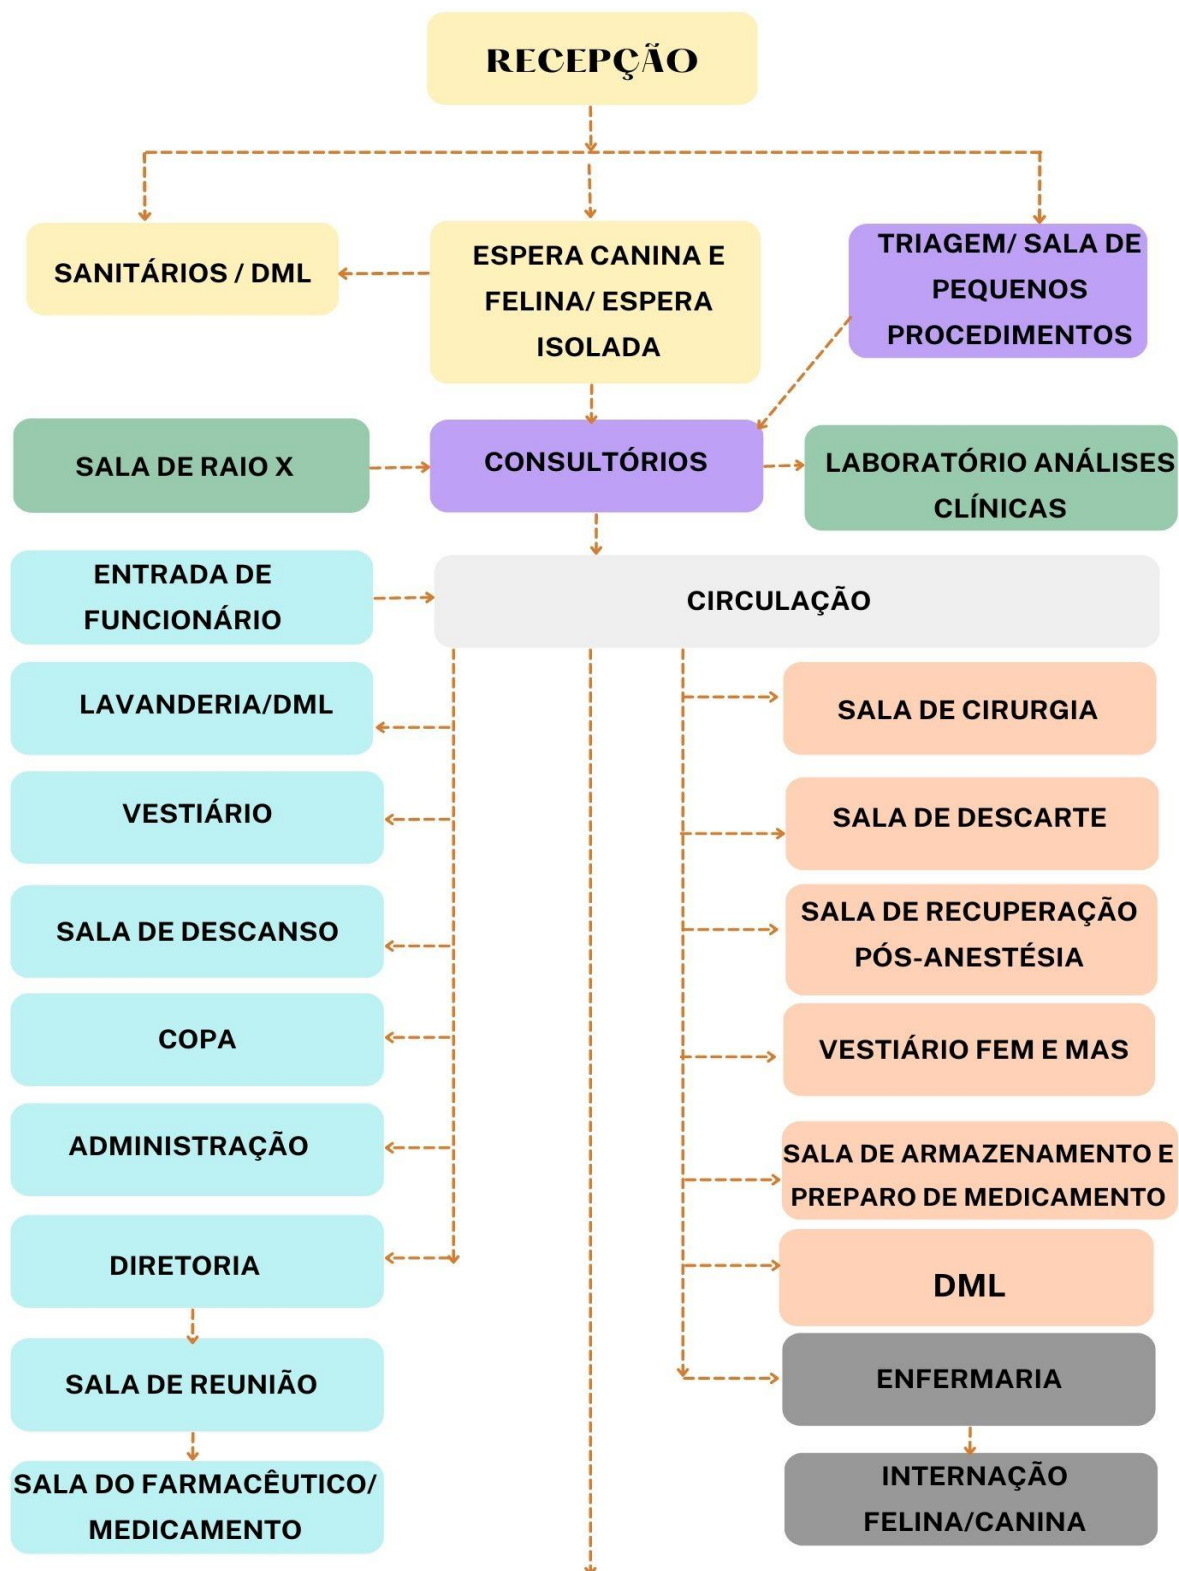 RECEPÇÃO
SANITÁRIOS / DML
ESPERA CANINA E
FELINA/ ESPERA
ISOLADA
TRIAGEM/ SALA DE
PEQUENOS
PROCEDIMENTOS
SALA DE RAIO X
CONSULTÓRIOS
LABORATÓRIO ANÁLISES
CLÍNICAS
ENTRADA DE
FUNCIONÁRIO
CIRCULAÇÃO
LAVANDERIA/DML
VESTIÁRIO
SALA DE DESCANSO
COPA
ADMINISTRAÇÃO
DIRETORIA
SALA DE REUNIÃO
SALA DO FARMACÊUTICO/
MEDICAMENTO
SALA DE CIRURGIA
SALA DE DESCARTE
SALA DE RECUPERAÇÃO
PÓS-ANESTÉSIA
VESTIÁRIO FEM E MAS
SALA DE ARMAZENAMENTO E
PREPARO DE MEDICAMENTO
DML
ENFERMARIA
INTERNAÇÃO
FELINA/CANINA